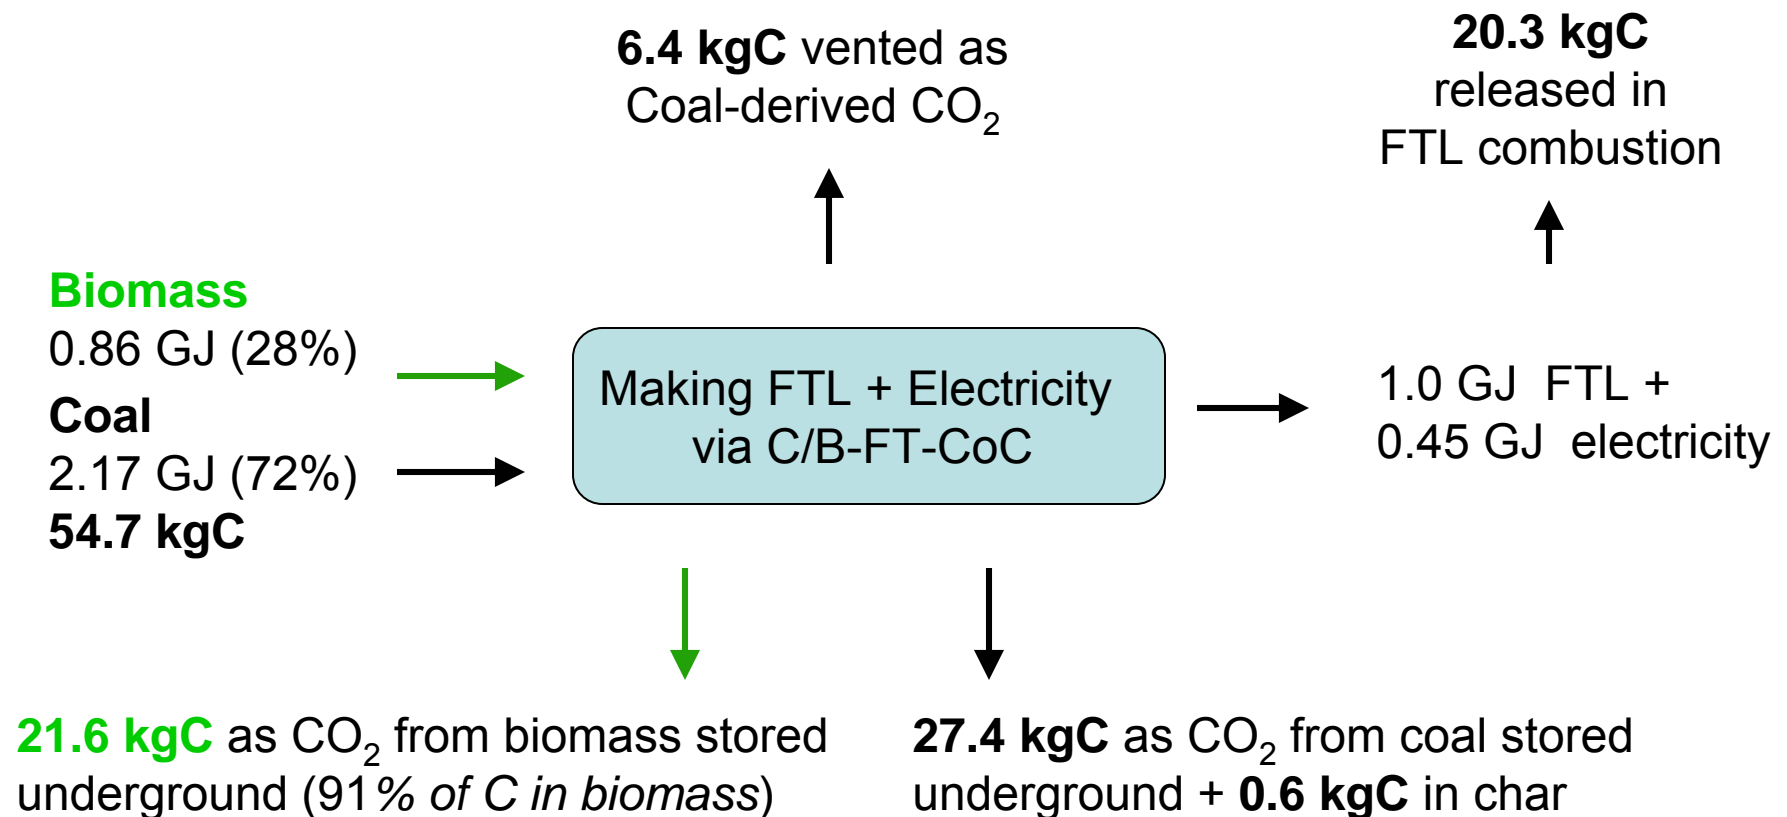 6.4 kgC vented as
Coal-derived CO₂
20.3 kgC
released in
FTL combustion
Biomass
0.86 GJ (28%)
Coal
2.17 GJ (72%)
54.7 kgC
Making FTL + Electricity
via C/B-FT-CoC
1.0 GJ FTL +
0.45 GJ electricity
21.6 kgC as CO₂ from biomass stored
underground (91% of C in biomass)
27.4 kgC as CO₂ from coal stored
underground + 0.6 kgC in char